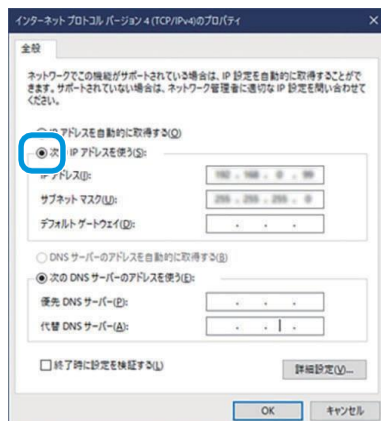 インターネット プロトコル バージョン 4 (TCP/IPv4)のプロパティ
全般
ネットワークでこの機能がサポートされている場合は、IP 設定を自動的に取得することがで
きます。サポートされていない場合は、ネットワーク管理者に適切な IP 設定を問い合わせて
ください。
IP アドレスを自動的に取得する(O)
次の IP アドレスを使う(S):
IP アドレス(I):
サブネット マスク(U):
デフォルト ゲートウェイ(D):
DNS サーバーのアドレスを自動的に取得する(B)
次の DNS サーバーのアドレスを使う(E):
優先 DNS サーバー(P):
代替 DNS サーバー(A):
終了時に設定を検証する(L)
詳細設定(V)...
OK
キャンセル